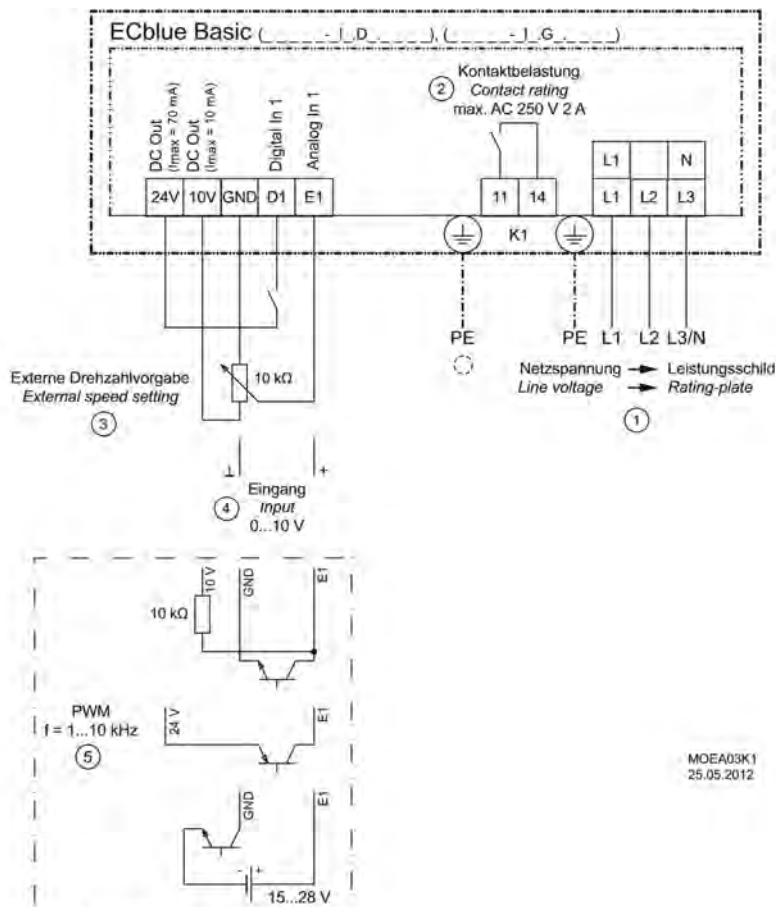 ECblue Basic (_ _ _ _ _ _-_ I_.D_._ _ _ _ _), (_ _ _ _ _ _-_ I_.G_._ _ _ _ _)
DC Out
(Imax = 70 mA)
DC Out
(Imax = 10 mA)
Digital In 1
Analog In 1
2
Kontaktbelastung
Contact rating
max. AC 250 V 2 A
L1 N
24V 10V GND D1 E1 11 14 L1 L2 L3
K1
PE PE L1 L2 L3/N
Externe Drehzahlvorgabe
External speed setting
3
10 kΩ
Netzspannung → Leistungsschild
Line voltage → Rating-plate
1
⊥ +
4
Eingang
Input
0...10 V
10 V
GND
E1
10 kΩ
PWM
f = 1...10 kHz
5
24 V
E1
GND
E1
- +
15...28 V
MOEA03K1
25.05.2012